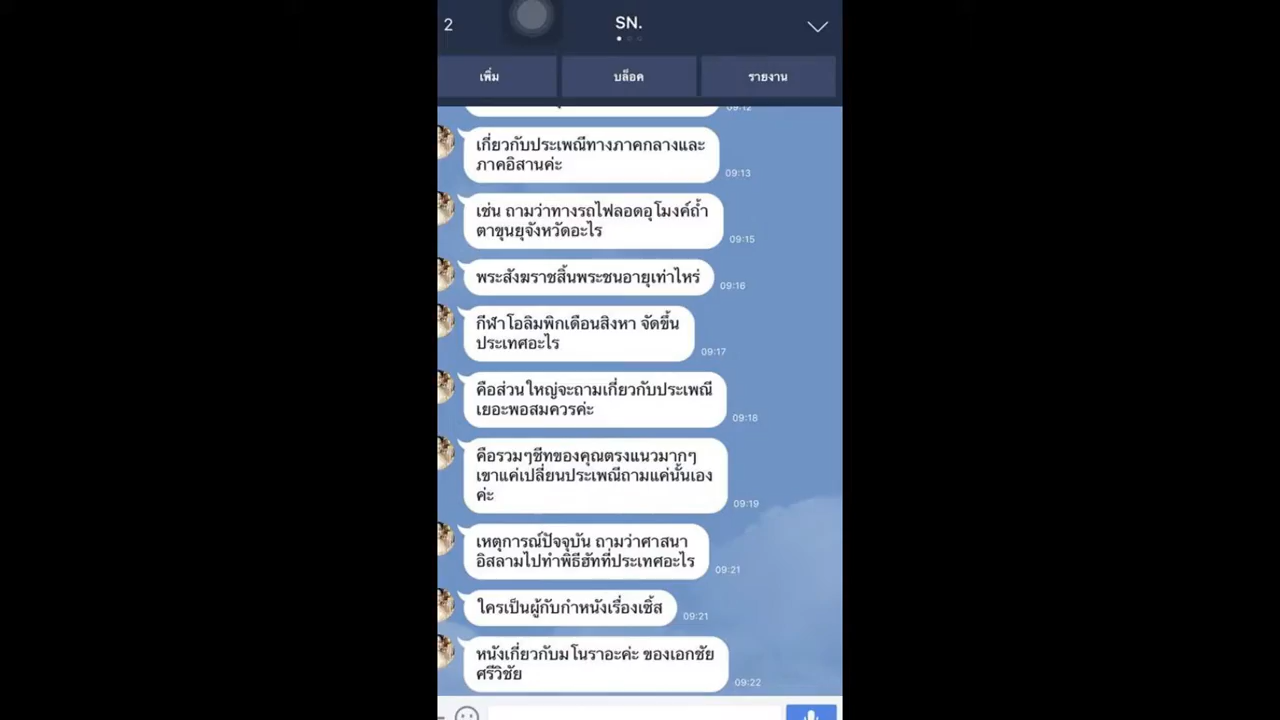 2
SN.
เพิ่ม
บล็อค
รายงาน
09:12
เกี่ยวกับประเพณีทางภาคกลางและ
ภาคอิสานค่ะ
09:13
เช่น ถามว่าทางรถไฟลอดอุโมงค์ถ้ำ
ตาขุนยุจังหวัดอะไร
09:15
พระสังฆราชสิ้นพระชนอายุเท่าไหร่
09:16
กีฬาโอลิมพิกเดือนสิงหา จัดขึ้น
ประเทศอะไร
09:17
คือส่วนใหญ่จะถามเกี่ยวกับประเพณี
เยอะพอสมควรค่ะ
09:18
คือรวมๆชีทของคุณตรงแนวมากๆ
เขาแค่เปลี่ยนประเพณีถามแค่นั้นเอง
ค่ะ
09:19
เหตุการณ์ปัจจุบัน ถามว่าศาสนา
อิสลามไปทำพิธีฮัทที่ประเทศอะไร
09:21
ใครเป็นผู้กับกำหนังเรื่องเซิ้ส
09:21
หนังเกี่ยวกับมโนราอะค่ะ ของเอกชัย
ศรีวิชัย
09:22